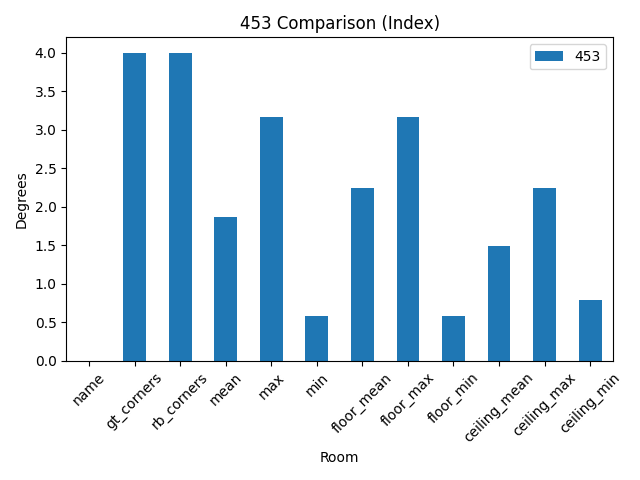 453 Comparison (Index)
453
Degrees
4.0
3.5
3.0
2.5
2.0
1.5
1.0
0.5
0.0
name
gt_corners
rb_corners
mean
max
min
floor_mean
floor_max
floor_min
ceiling_mean
ceiling_max
ceiling_min
Room